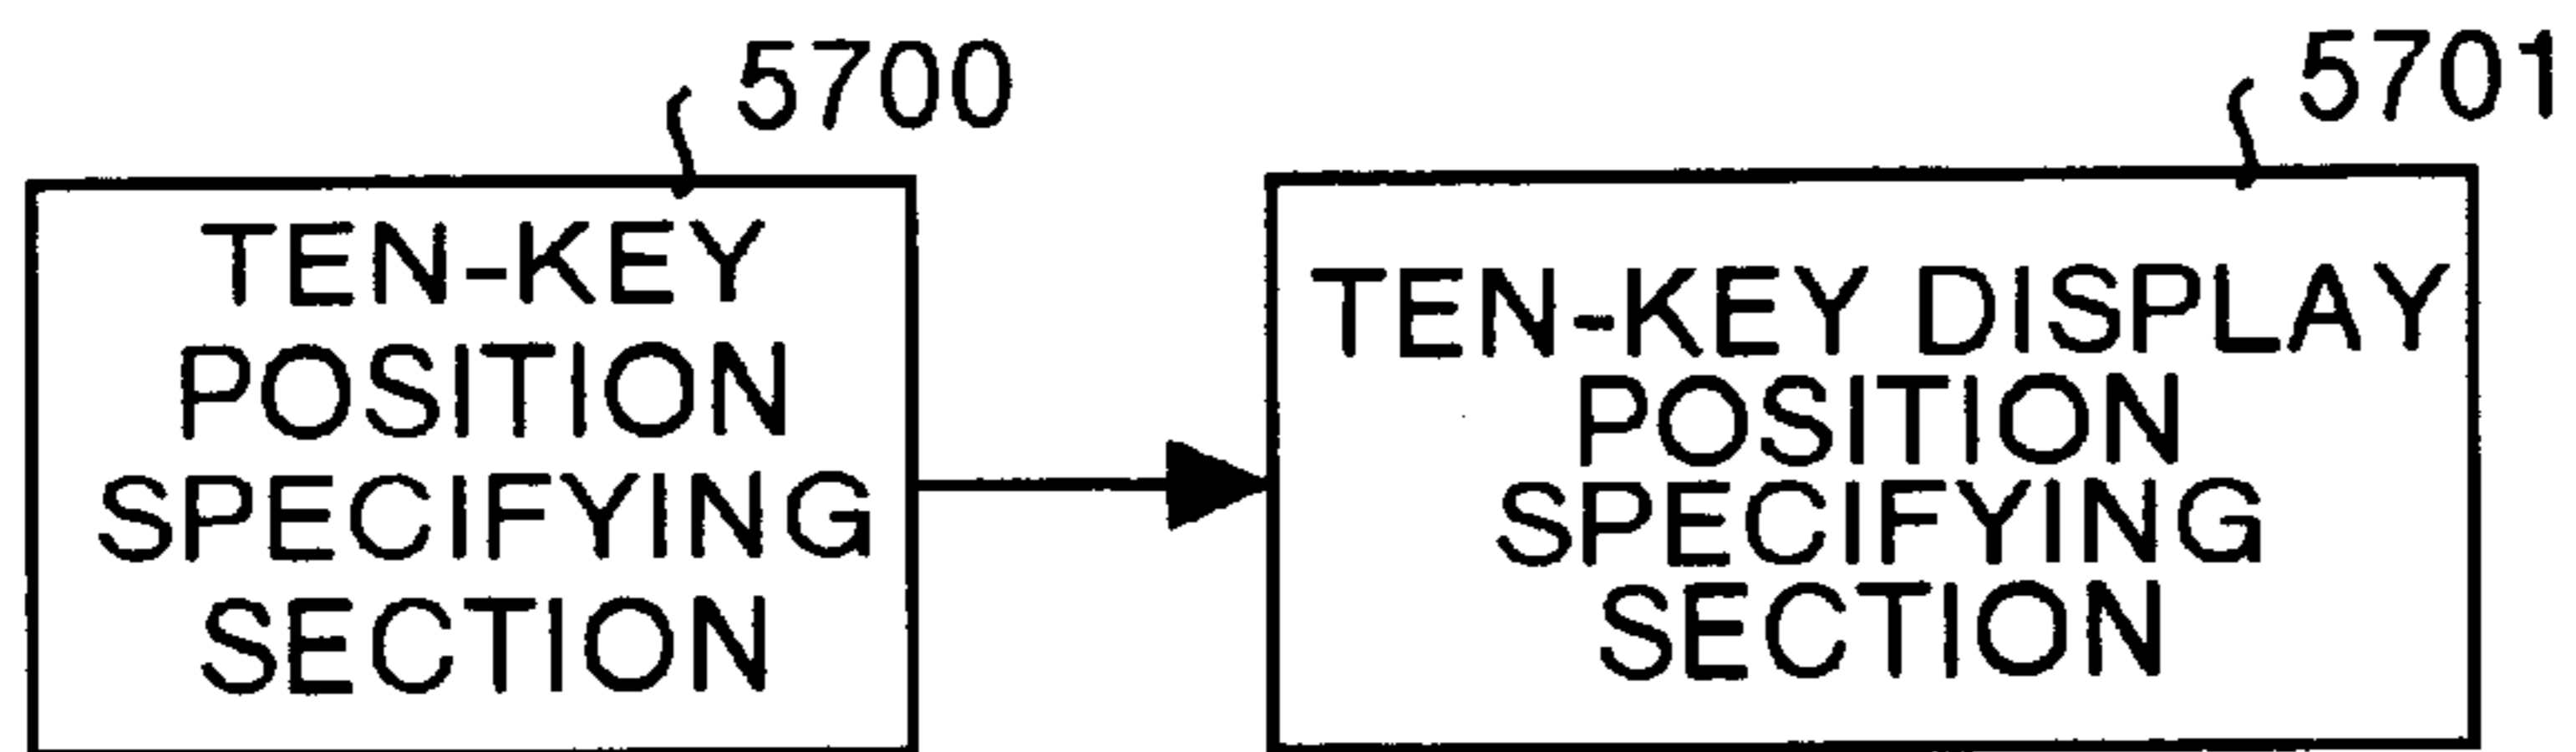 5700
TEN-KEY
POSITION
SPECIFYING
SECTION
5701
TEN-KEY DISPLAY
POSITION
SPECIFYING
SECTION